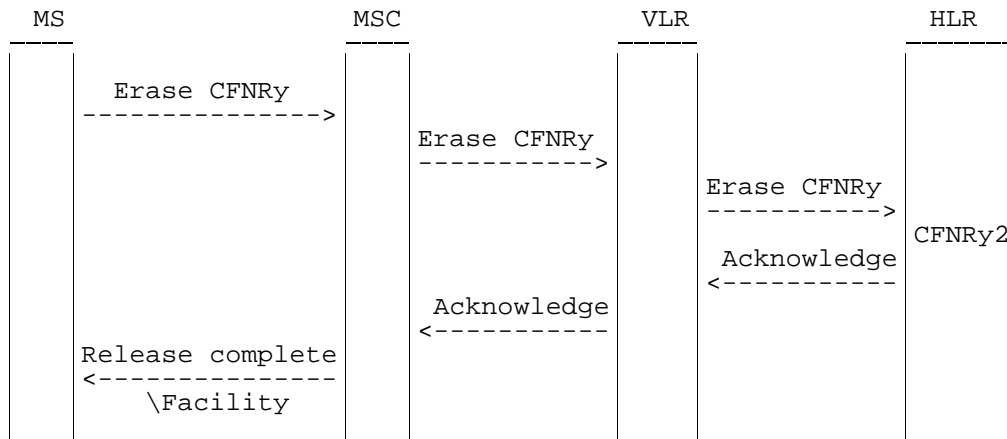 MS MSC VLR HLR
Erase CFNRy
--------------->
Erase CFNRy
----------->
Erase CFNRy
----------->
CFNRy2
Acknowledge
<-----------
Acknowledge
<-----------
Release complete
<---------------
\Facility